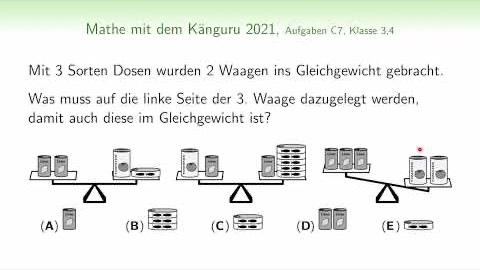 Mathe mit dem Känguru 2021, Aufgaben C7, Klasse 3,4
Mit 3 Sorten Dosen wurden 2 Waagen ins Gleichgewicht gebracht.
Was muss auf die linke Seite der 3. Waage dazugelegt werden,
damit auch diese im Gleichgewicht ist?
(A) (B) (C) (D) (E)